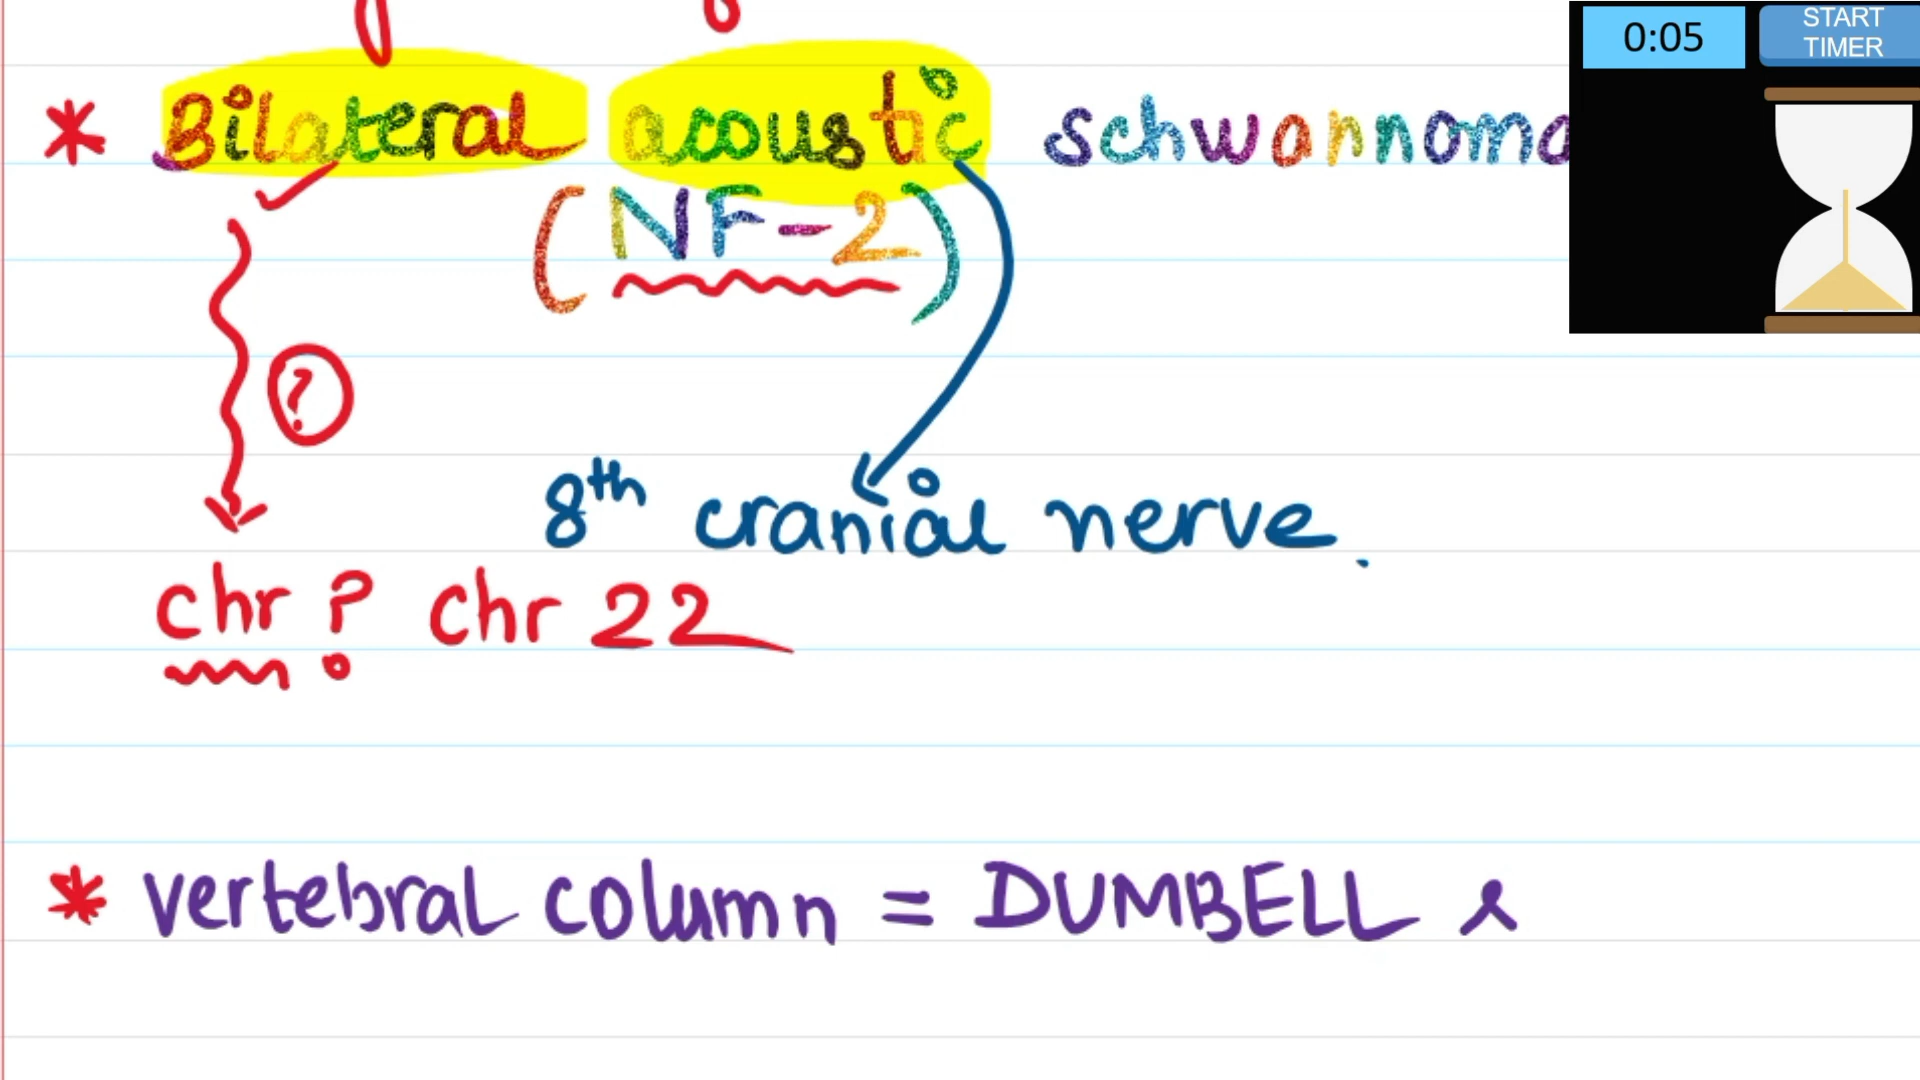 0:05 START
TIMER
* Bilateral acoustic schwannoma
(NF-2)
?
8th cranial nerve.
chr ? chr 22
* vertebral column = DUMBELL